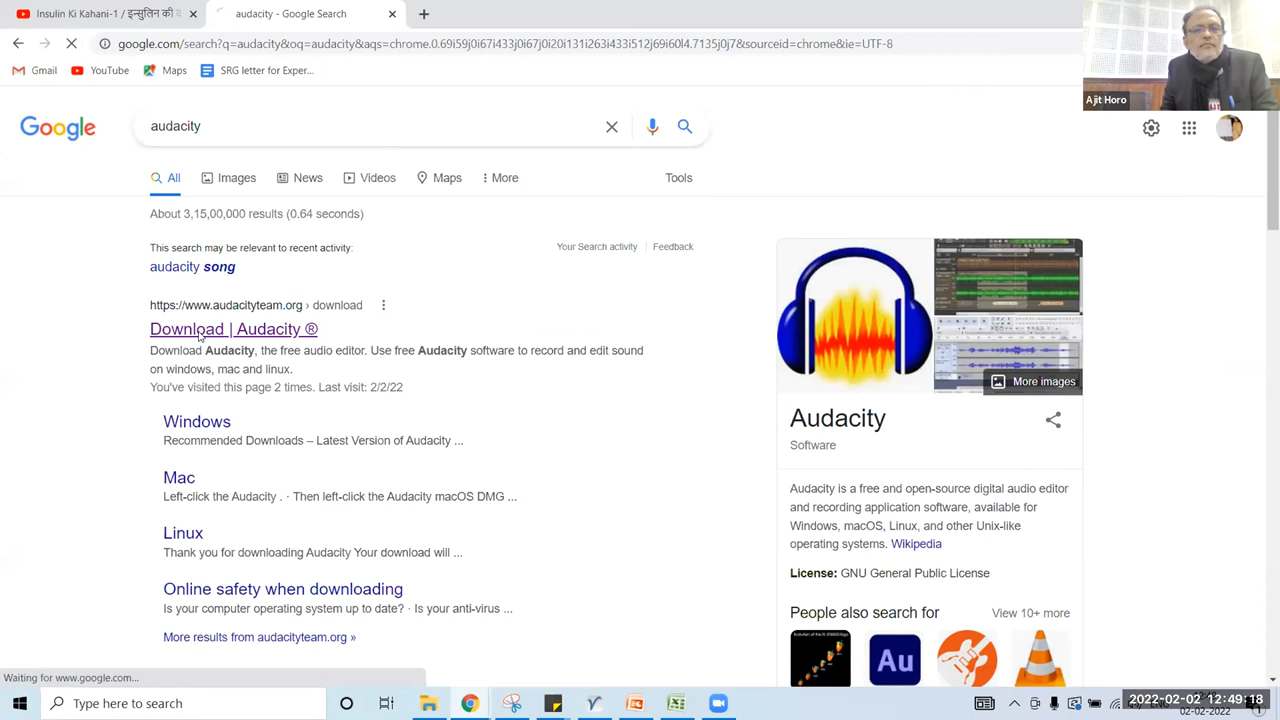 Insulin Ki Kahani-1 / इन्सुलिन की
audacity - Google Search
google.com/search?q=audacity&oq=audacity&aqs=chrome.0.69i59j0i67i433j0i67j0i20i131i263i433i512j69i60l4.7135j0j7&sourceid=chrome&ie=UTF-8
Gmail
YouTube
Maps
SRG letter for Exper...
Ajit Horo
Google
audacity
All
Images
News
Videos
Maps
More
Tools
About 3,15,00,000 results (0.64 seconds)
This search may be relevant to recent activity:
Your Search activity
Feedback
audacity song
https://www.audacityteam.org › download
Download | Audacity ®
Download Audacity, the free audio editor. Use free Audacity software to record and edit sound
on windows, mac and linux.
You've visited this page 2 times. Last visit: 2/2/22
Windows
Recommended Downloads – Latest Version of Audacity ...
Mac
Left-click the Audacity . · Then left-click the Audacity macOS DMG ...
Linux
Thank you for downloading Audacity Your download will ...
Online safety when downloading
Is your computer operating system up to date? · Is your anti-virus ...
More results from audacityteam.org »
More images
Audacity
Software
Audacity is a free and open-source digital audio editor
and recording application software, available for
Windows, macOS, Linux, and other Unix-like
operating systems. Wikipedia
License: GNU General Public License
People also search for
View 10+ more
Au
Waiting for www.google.com...
Type here to search
2022-02-02 12:49:18
02-02-2022